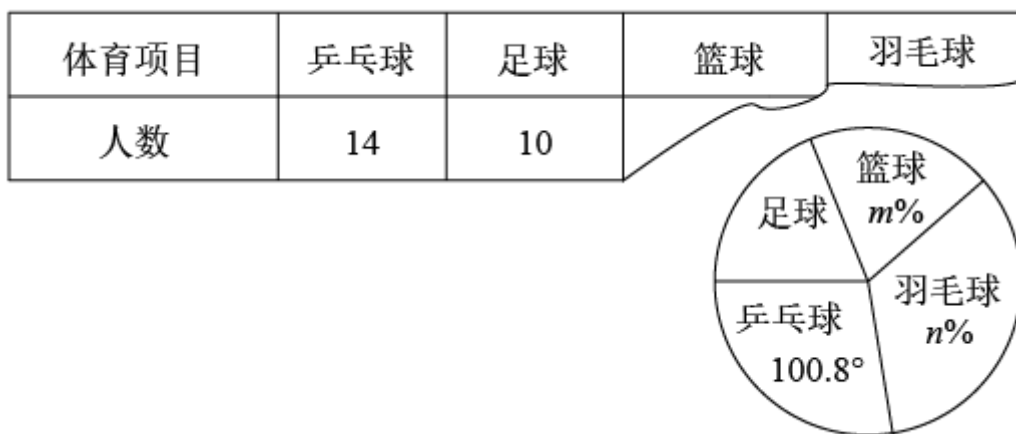 体育项目 乒乓球 足球 篮球 羽毛球
人数 14 10
篮球
m%
足球
羽毛球
n%
乒乓球
100.8°